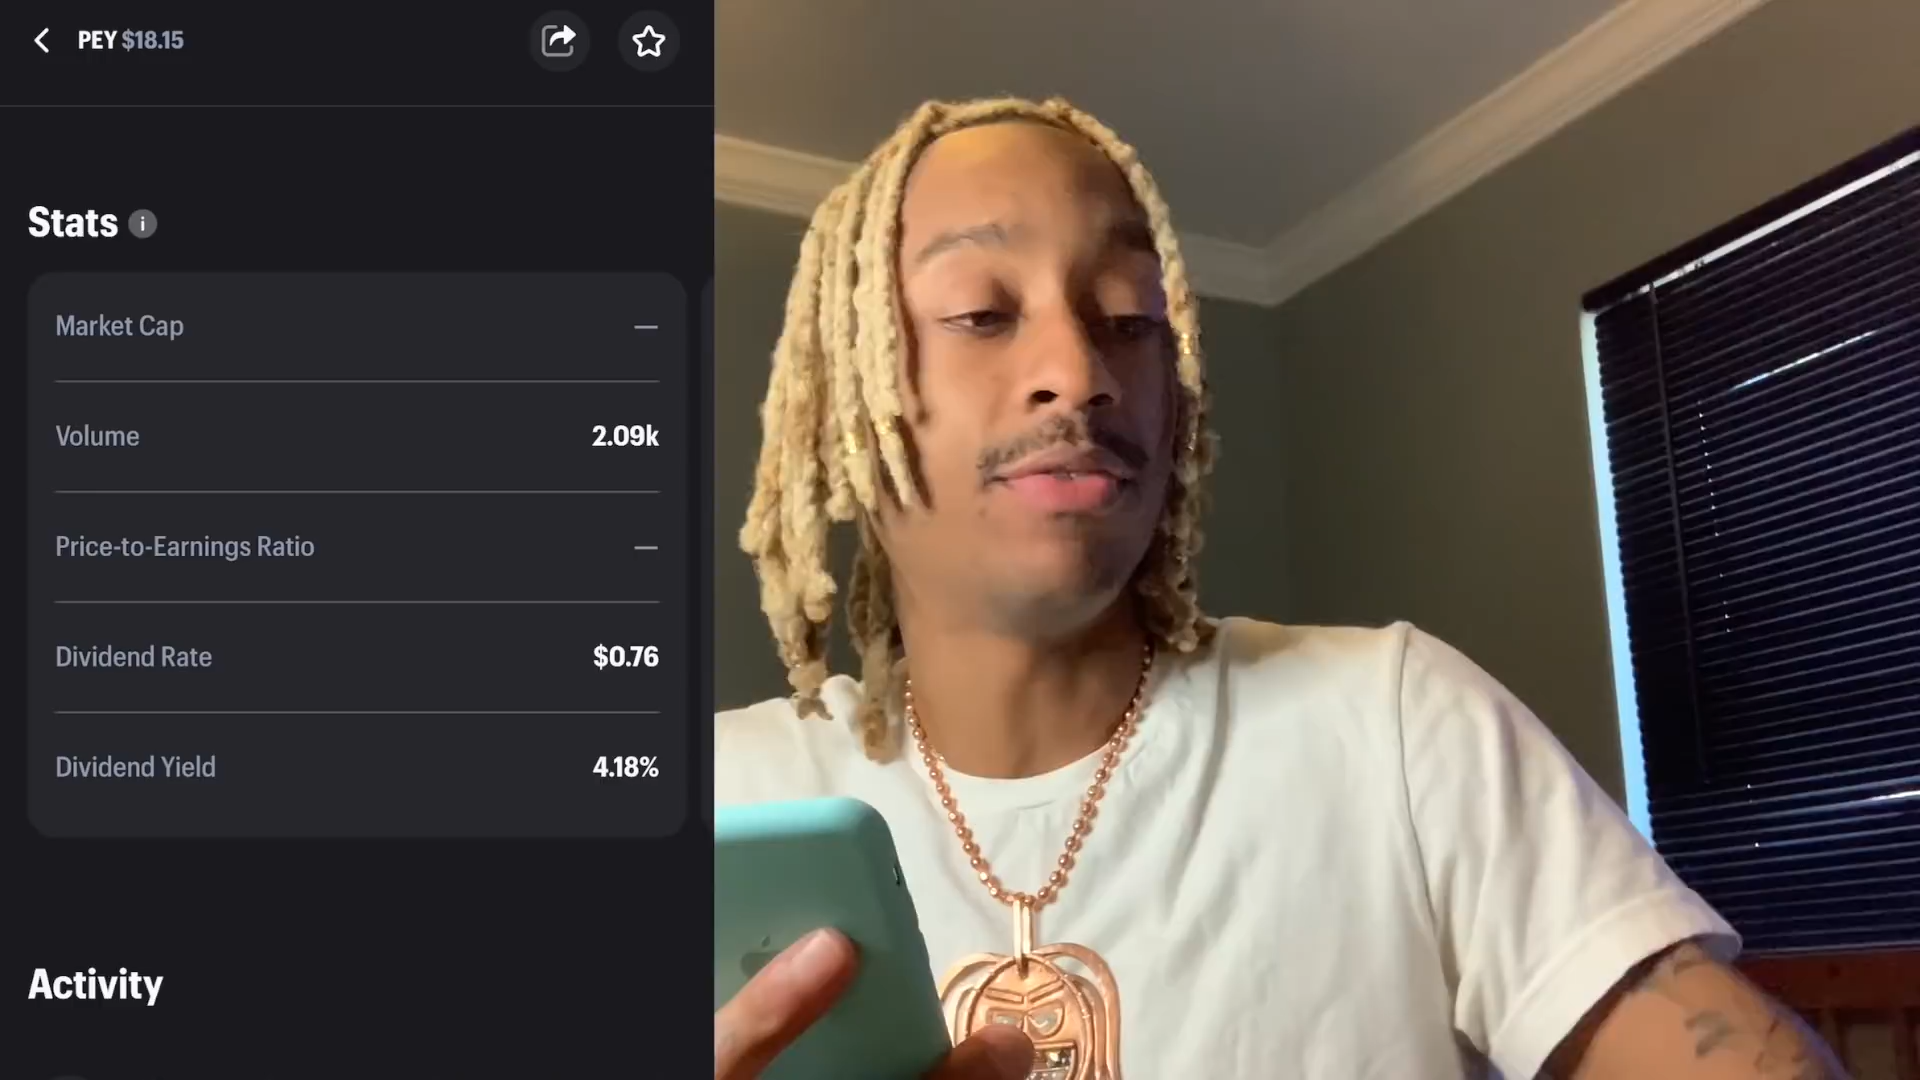 PEY $18.15
Stats
Market Cap —
Volume 2.09k
Price-to-Earnings Ratio —
Dividend Rate $0.76
Dividend Yield 4.18%
Activity